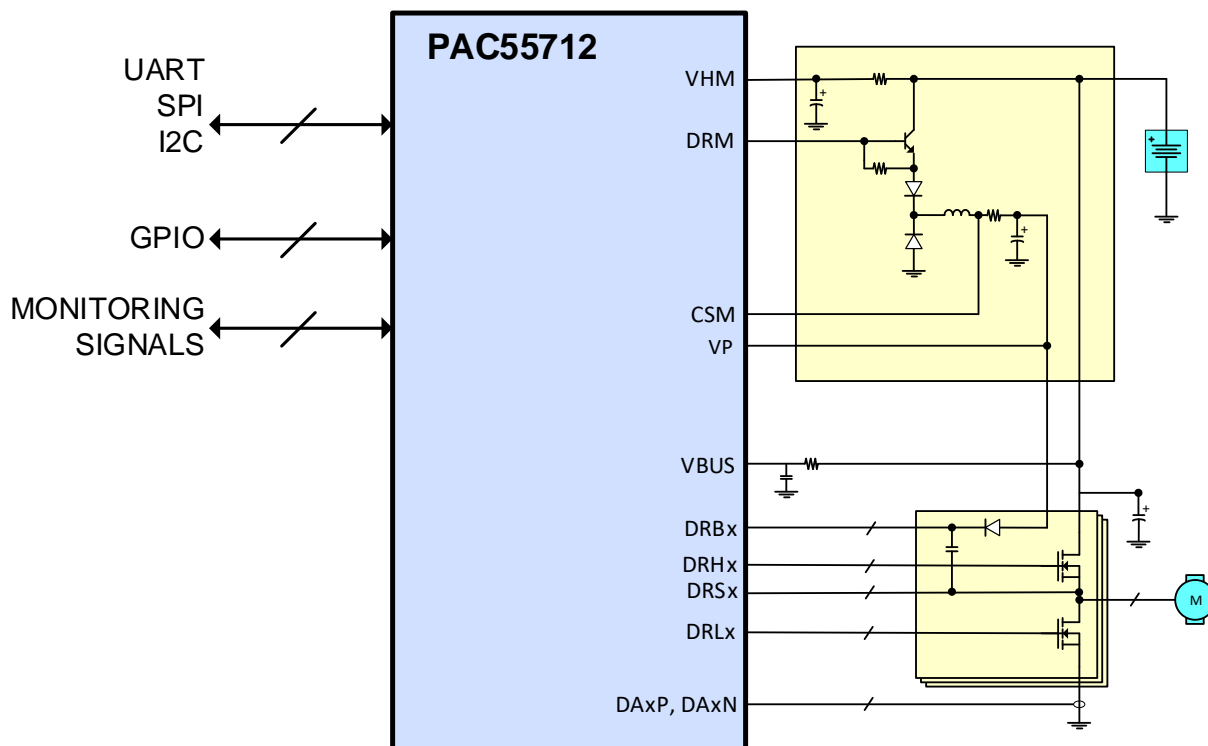 PAC55712
UART
SPI
I2C
GPIO
MONITORING
SIGNALS
VHM
DRM
CSM
VP
VBUS
DRBx
DRHx
DRSx
DRLx
DAxP, DAxN
+
+
+
+
M